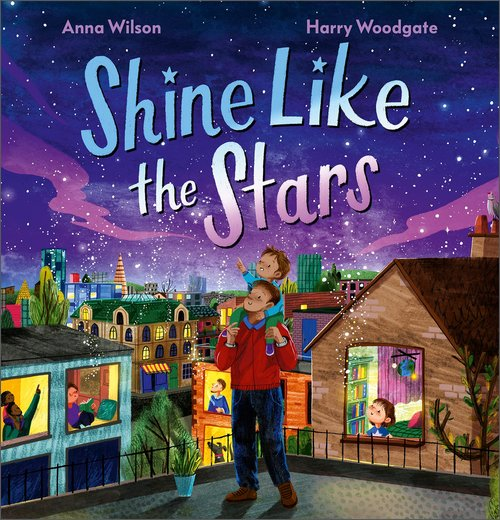 Anna Wilson
Harry Woodgate
Shine Like
the Stars